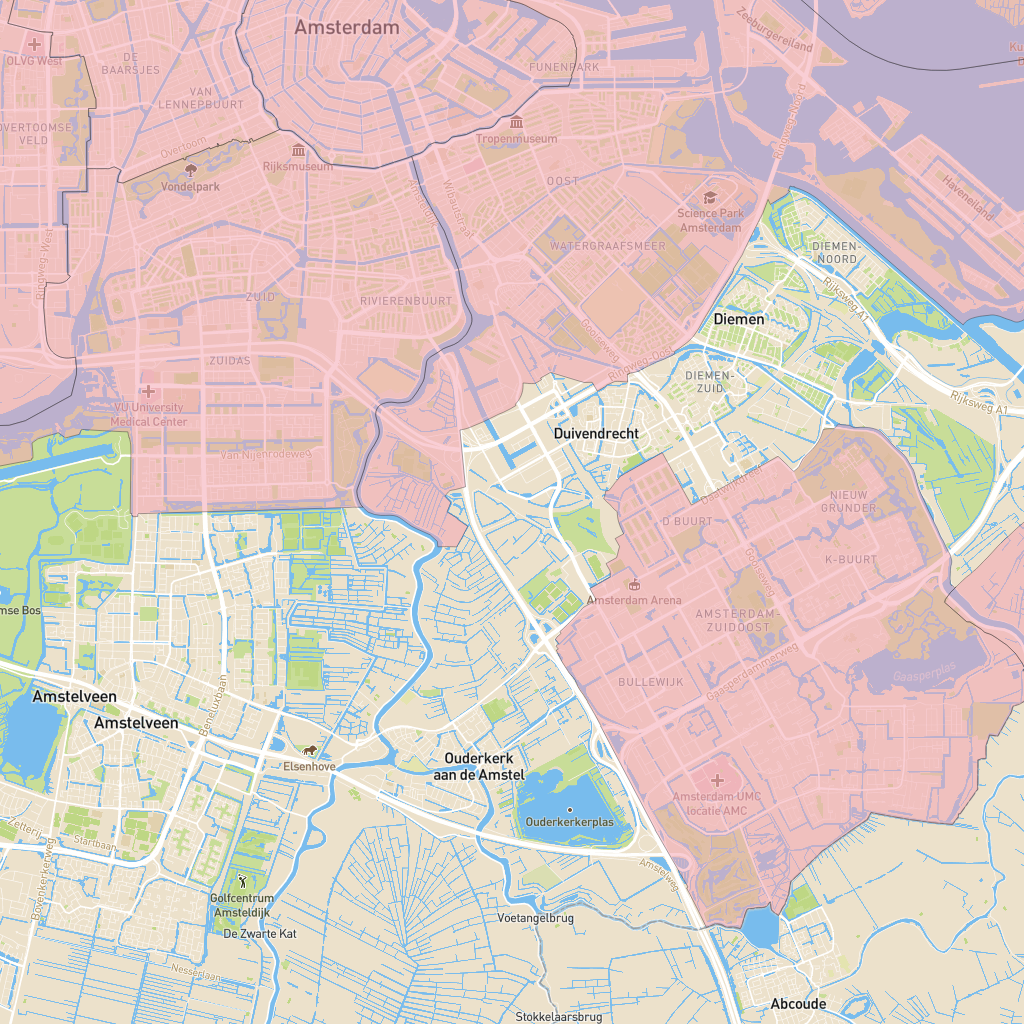 Amsterdam
Zeeburgereiland
OLVG West
DE
BAARSJES
FUNENPARK
VAN
LENNEPBUURT
Ringweg-Noord
OVERTOOMSE
VELD
Overtoom
Tropenmuseum
Rijksmuseum
Vondelpark
OOST
Haveneiland
Amsteldijk
Wibautstraat
Science Park
Amsterdam
WATERGRAAFSMEER
DIEMEN-
NOORD
Ringweg-West
ZUID
RIVIERENBUURT
Rijksweg A1
Diemen
Gooiseweg
ZUIDAS
Ringweg-Oost
DIEMEN-
ZUID
Rijksweg A1
VU University
Medical Center
Duivendrecht
Van Nijenrodeweg
Daalwijkdreef
NIEUW
GRUNDER
D BUURT
K-BUURT
Gooiseweg
Amsterdam Arena
mse Bos
AMSTERDAM-
ZUIDOOST
Gaasperdammerweg
Gaasperplas
BULLEWIJK
Amstelveen
Beneluxbaan
Amstelveen
Elsenhove
Ouderkerk
aan de Amstel
Amsterdam UMC
locatie AMC
Ouderkerkerplas
Zetterij
Startbaan
Bovenkerkerweg
Amstelweg
Golfcentrum
Amsteldijk
Voetangelbrug
De Zwarte Kat
Nesserlaan
Abcoude
Stokkelaarsbrug